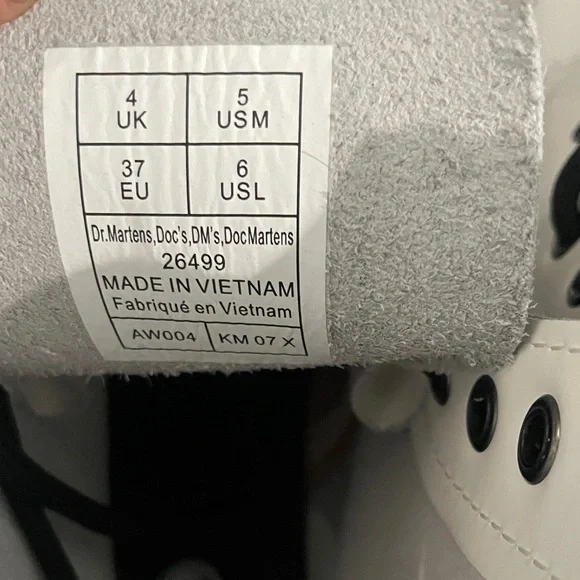 4 UK
5 USM
37 EU
6 USL
Dr.Martens,Doc's,DM's,DocMartens
26499
MADE IN VIETNAM
Fabriqué en Vietnam
AW004 KM 07 X